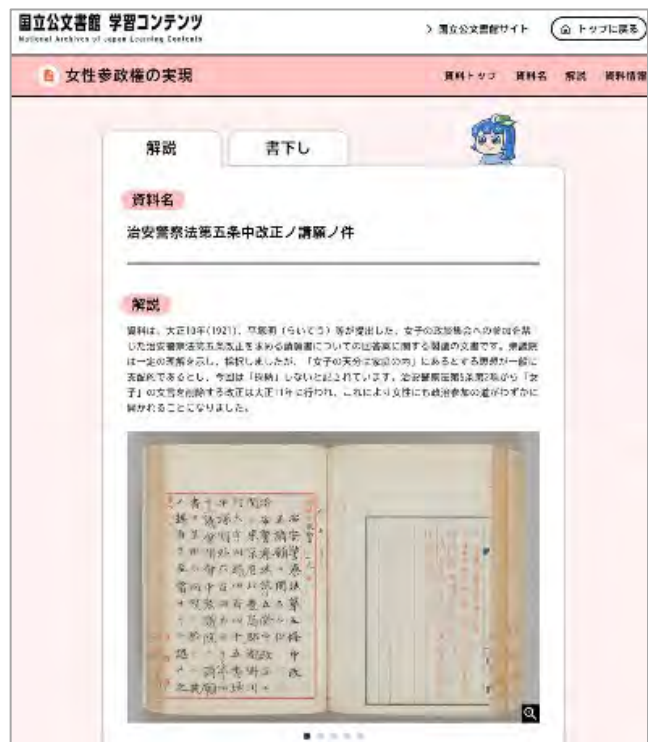 国立公文書館 学習コンテンツ
National Archives of Japan Learning Contents
> 国立公文書館サイト
トップに戻る
女性参政権の実現
資料トップ 資料名 解説 資料情報
解説 書下し
資料名
治安警察法第五条中改正ノ請願ノ件
解説
資料は、大正10年(1921)、平塚明(らいてう)等が提出した、女子の政談集会への参加を禁
じた治安警察法第五条改正を求める請願書についての回答案に関する閣議の文書です。衆議院
は一定の理解を示し、採択しましたが、「女子の天分は家庭の内」にあるとする思想が一般に
支配的であるとし、今回は「採納」しないと記されています。治安警察法第5条第2項から「女
子」の文言を削除する改正は大正11年に行われ、これにより女性にも政治参加の道がわずかに
開かれることになりました。